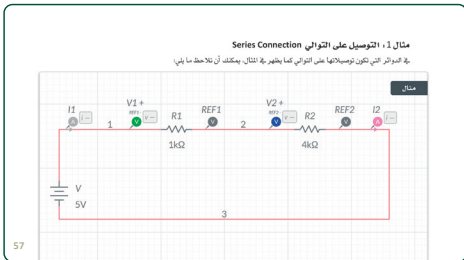 مثال 1 ، التوصيل على التوالي Series Connection
في الدوائر التي تكون توصيلاتها على التوالي كما يظهر في المثال، يمكنك أن تلاحظ ما يلي:
مثال
I1 V1 + R1 REF1 V2 + R2 REF2 I2
A i -- REF1 V v -- V REF2 V v -- V A i --
1 2
1kΩ 4kΩ
V
5V
3
57